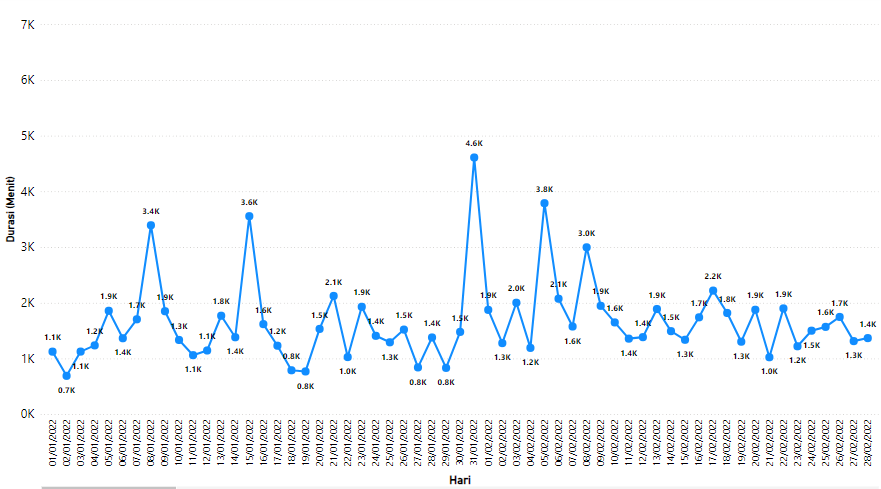 7K
6K
5K
4K
3K
2K
1K
0K
Durasi (Menit)
1.1K
0.7K
1.1K
1.2K
1.9K
1.4K
1.7K
3.4K
1.9K
1.3K
1.1K
1.1K
1.8K
1.4K
3.6K
1.6K
1.2K
0.8K
0.8K
1.5K
2.1K
1.0K
1.9K
1.4K
1.3K
1.5K
0.8K
1.4K
0.8K
1.5K
4.6K
1.9K
1.3K
2.0K
1.2K
3.8K
2.1K
1.6K
3.0K
1.9K
1.6K
1.4K
1.4K
1.9K
1.5K
1.3K
1.7K
2.2K
1.8K
1.3K
1.9K
1.0K
1.9K
1.2K
1.5K
1.6K
1.7K
1.3K
1.4K
01/01/2022
02/01/2022
03/01/2022
04/01/2022
05/01/2022
06/01/2022
07/01/2022
08/01/2022
09/01/2022
10/01/2022
11/01/2022
12/01/2022
13/01/2022
14/01/2022
15/01/2022
16/01/2022
17/01/2022
18/01/2022
19/01/2022
20/01/2022
21/01/2022
22/01/2022
23/01/2022
24/01/2022
25/01/2022
26/01/2022
27/01/2022
28/01/2022
29/01/2022
30/01/2022
31/01/2022
01/02/2022
02/02/2022
03/02/2022
04/02/2022
05/02/2022
06/02/2022
07/02/2022
08/02/2022
09/02/2022
10/02/2022
11/02/2022
12/02/2022
13/02/2022
14/02/2022
15/02/2022
16/02/2022
17/02/2022
18/02/2022
19/02/2022
20/02/2022
21/02/2022
22/02/2022
23/02/2022
24/02/2022
25/02/2022
26/02/2022
27/02/2022
28/02/2022
Hari